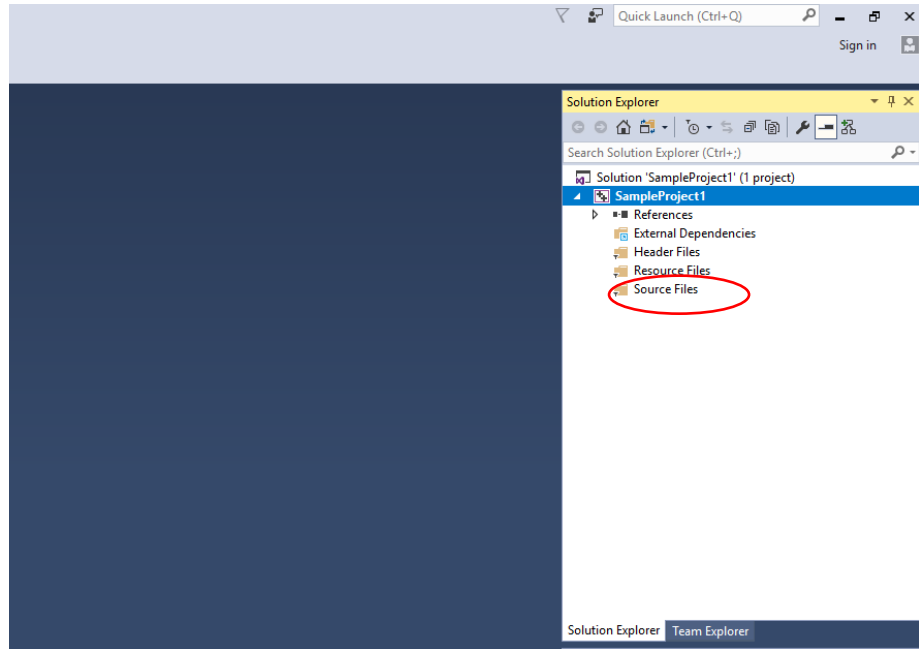 Quick Launch (Ctrl+Q)
Sign in
Solution Explorer
Search Solution Explorer (Ctrl+;)
Solution 'SampleProject1' (1 project)
SampleProject1
References
External Dependencies
Header Files
Resource Files
Source Files
Solution Explorer Team Explorer